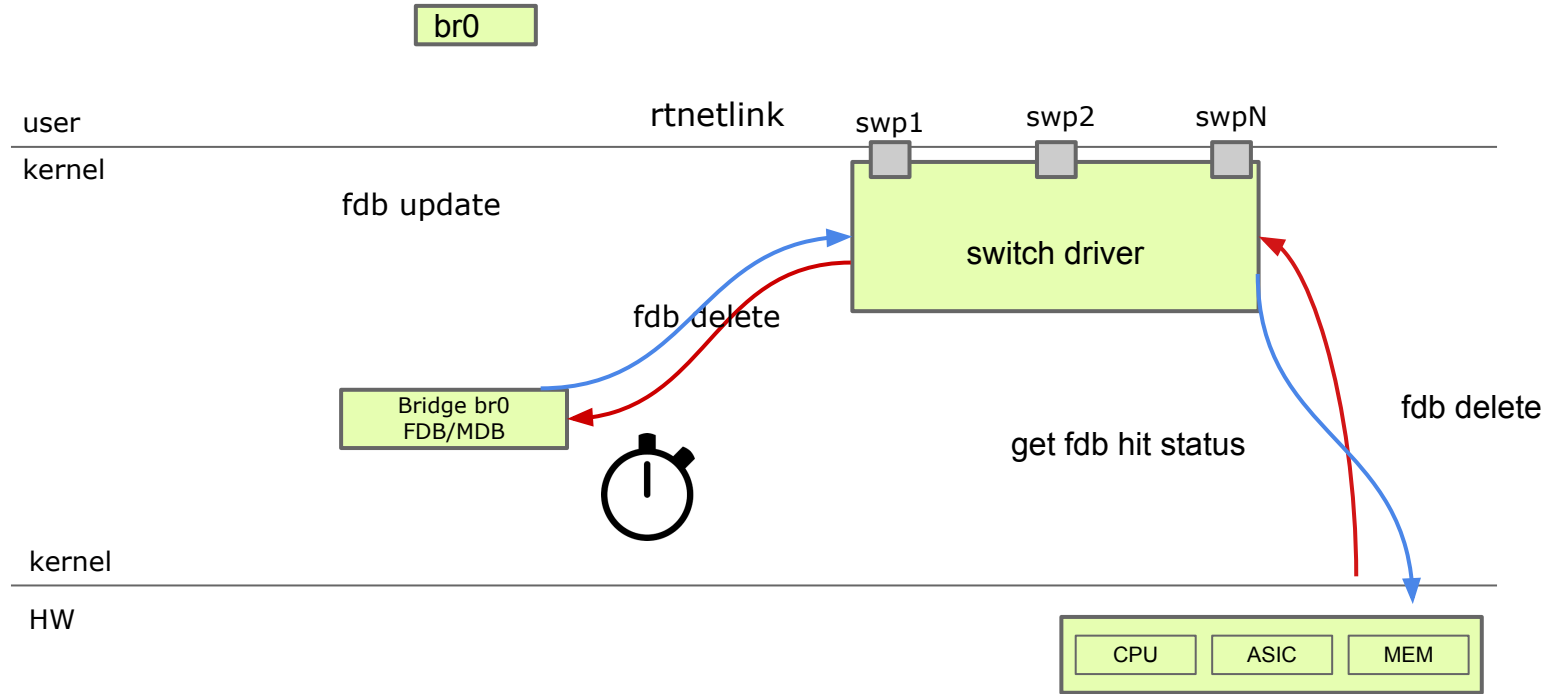 br0
user
rtnetlink
swp1
swp2
swpN
kernel
fdb update
switch driver
fdb delete
Bridge br0
FDB/MDB
fdb delete
get fdb hit status
kernel
HW
CPU
ASIC
MEM